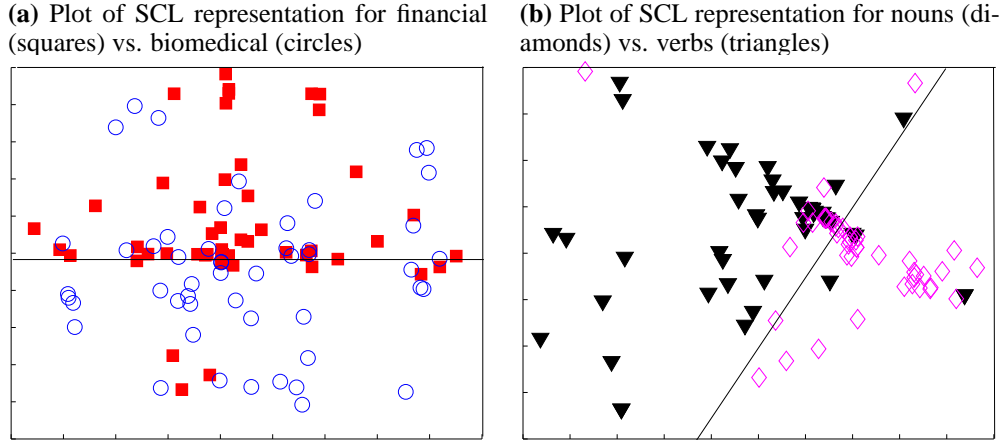 (a) Plot of SCL representation for financial
(squares) vs. biomedical (circles)
(b) Plot of SCL representation for nouns (di-
amonds) vs. verbs (triangles)